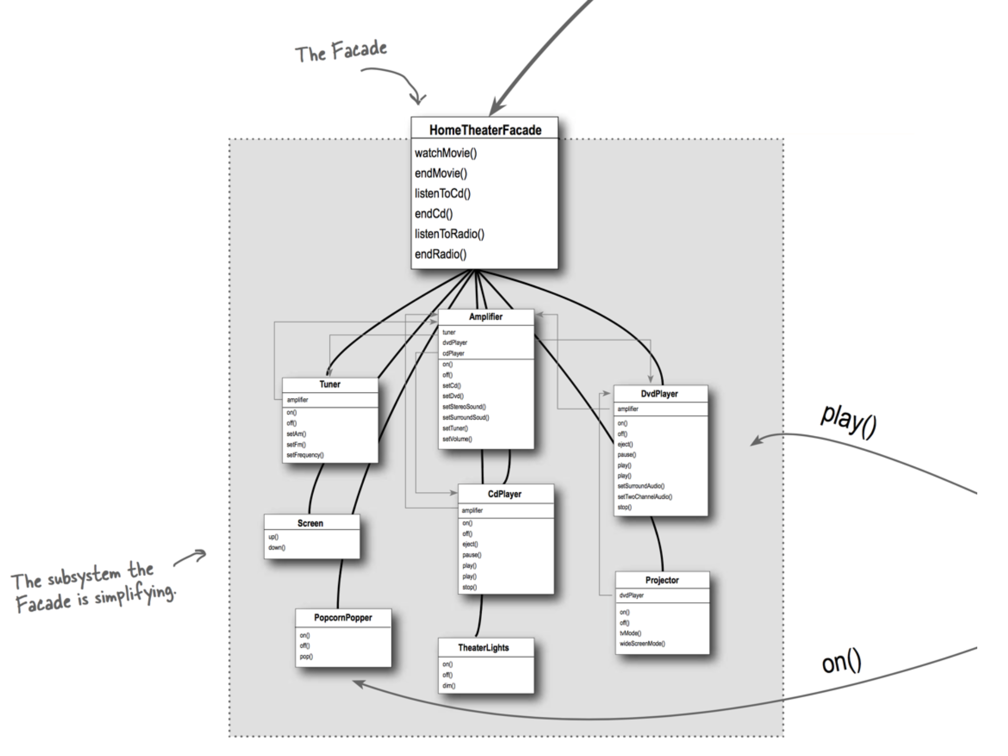 The Facade
HomeTheaterFacade
watchMovie()
endMovie()
listenToCd()
endCd()
listenToRadio()
endRadio()
Amplifier
tuner
dvdPlayer
cdPlayer
on()
off()
setCd()
setDvd()
setStereoSound()
setSurroundSoud()
setTuner()
setVolume()
Tuner
amplifier
on()
off()
setAm()
setFm()
setFrequency()
DvdPlayer
amplifier
on()
off()
eject()
pause()
play()
play()
setSurroundAudio()
setTwoChannelAudio()
stop()
play()
CdPlayer
amplifier
on()
off()
eject()
pause()
play()
play()
stop()
Screen
up()
down()
The subsystem the
Facade is simplifying.
Projector
dvdPlayer
on()
off()
tvMode()
wideScreenMode()
PopcornPopper
on()
off()
pop()
TheaterLights
on()
off()
dim()
on()